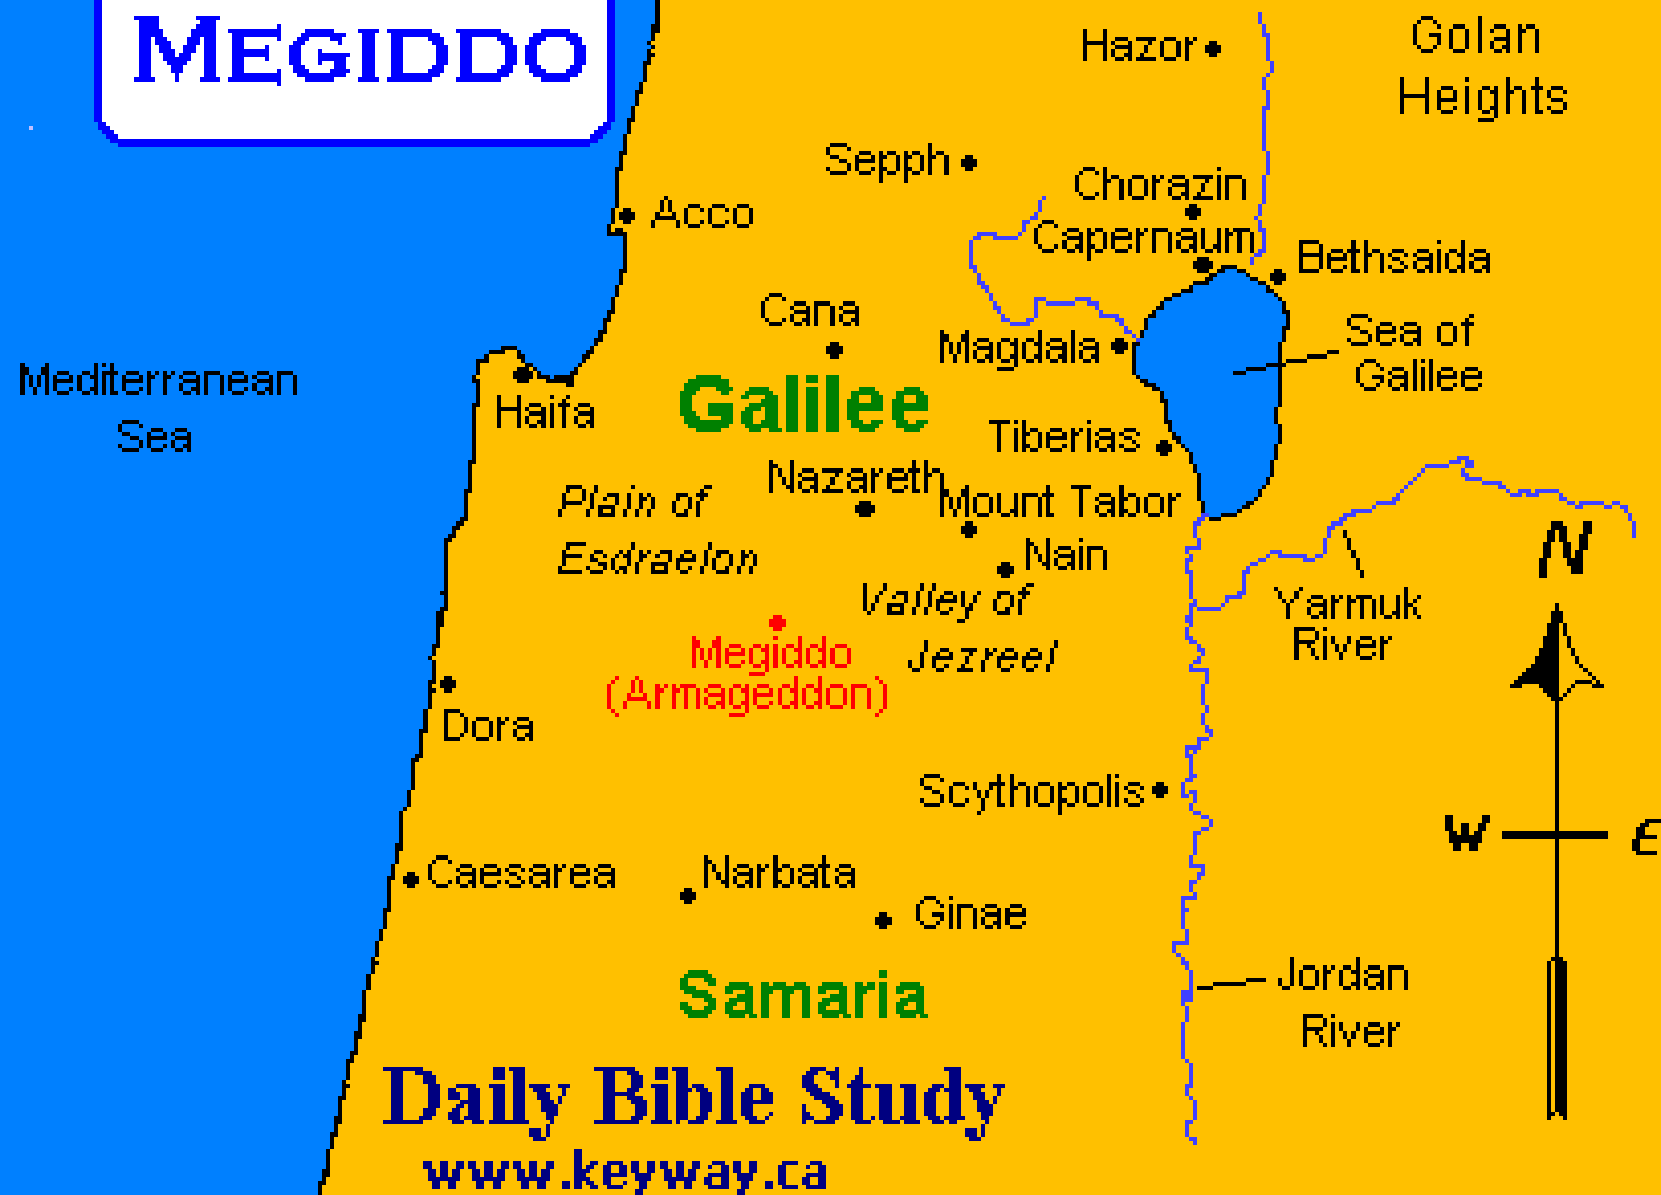 MEGIDDO
Hazor
Golan
Heights
Sepph
Chorazin
Acco
Capernaum
Bethsaida
Cana
Sea of
Galilee
Magdala
Mediterranean
Sea
Haifa
Galilee
Tiberias
Nazareth
Plain of
Esdraelon
Mount Tabor
N
Nain
Valley of
Jezreel
Yarmuk
River
Megiddo
(Armageddon)
Dora
Scythopolis
W
E
Caesarea
Narbata
Ginae
Jordan
River
Samaria
Daily Bible Study
www.keyway.ca